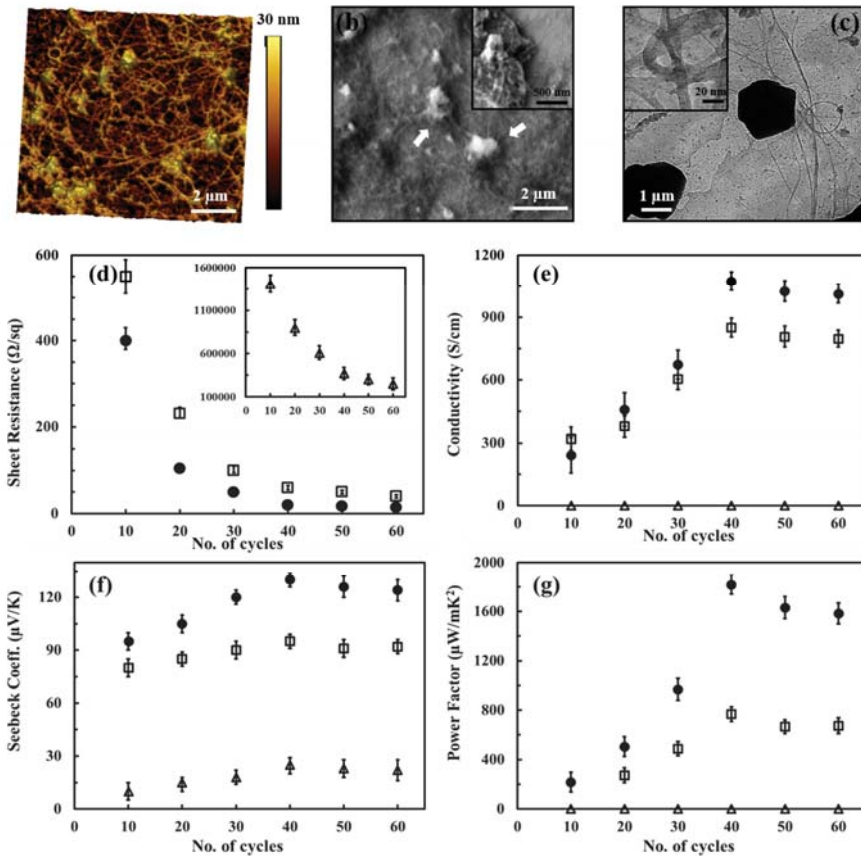 30 nm
2 μm
(b)
500 nm
2 μm
(c)
20 nm
1 μm
(d)
Sheet Resistance (Ω/sq)
600
500
400
300
200
100
0
0 10 20 30 40 50 60
No. of cycles
1600000
1100000
600000
100000
10 20 30 40 50 60
(e)
Conductivity (S/cm)
1200
900
600
300
0
0 10 20 30 40 50 60
No. of cycles
(f)
Seebeck Coeff. (μV/K)
120
90
60
30
0
0 10 20 30 40 50 60
No. of cycles
(g)
Power Factor (μW/mK²)
2000
1600
1200
800
400
0
0 10 20 30 40 50 60
No. of cycles